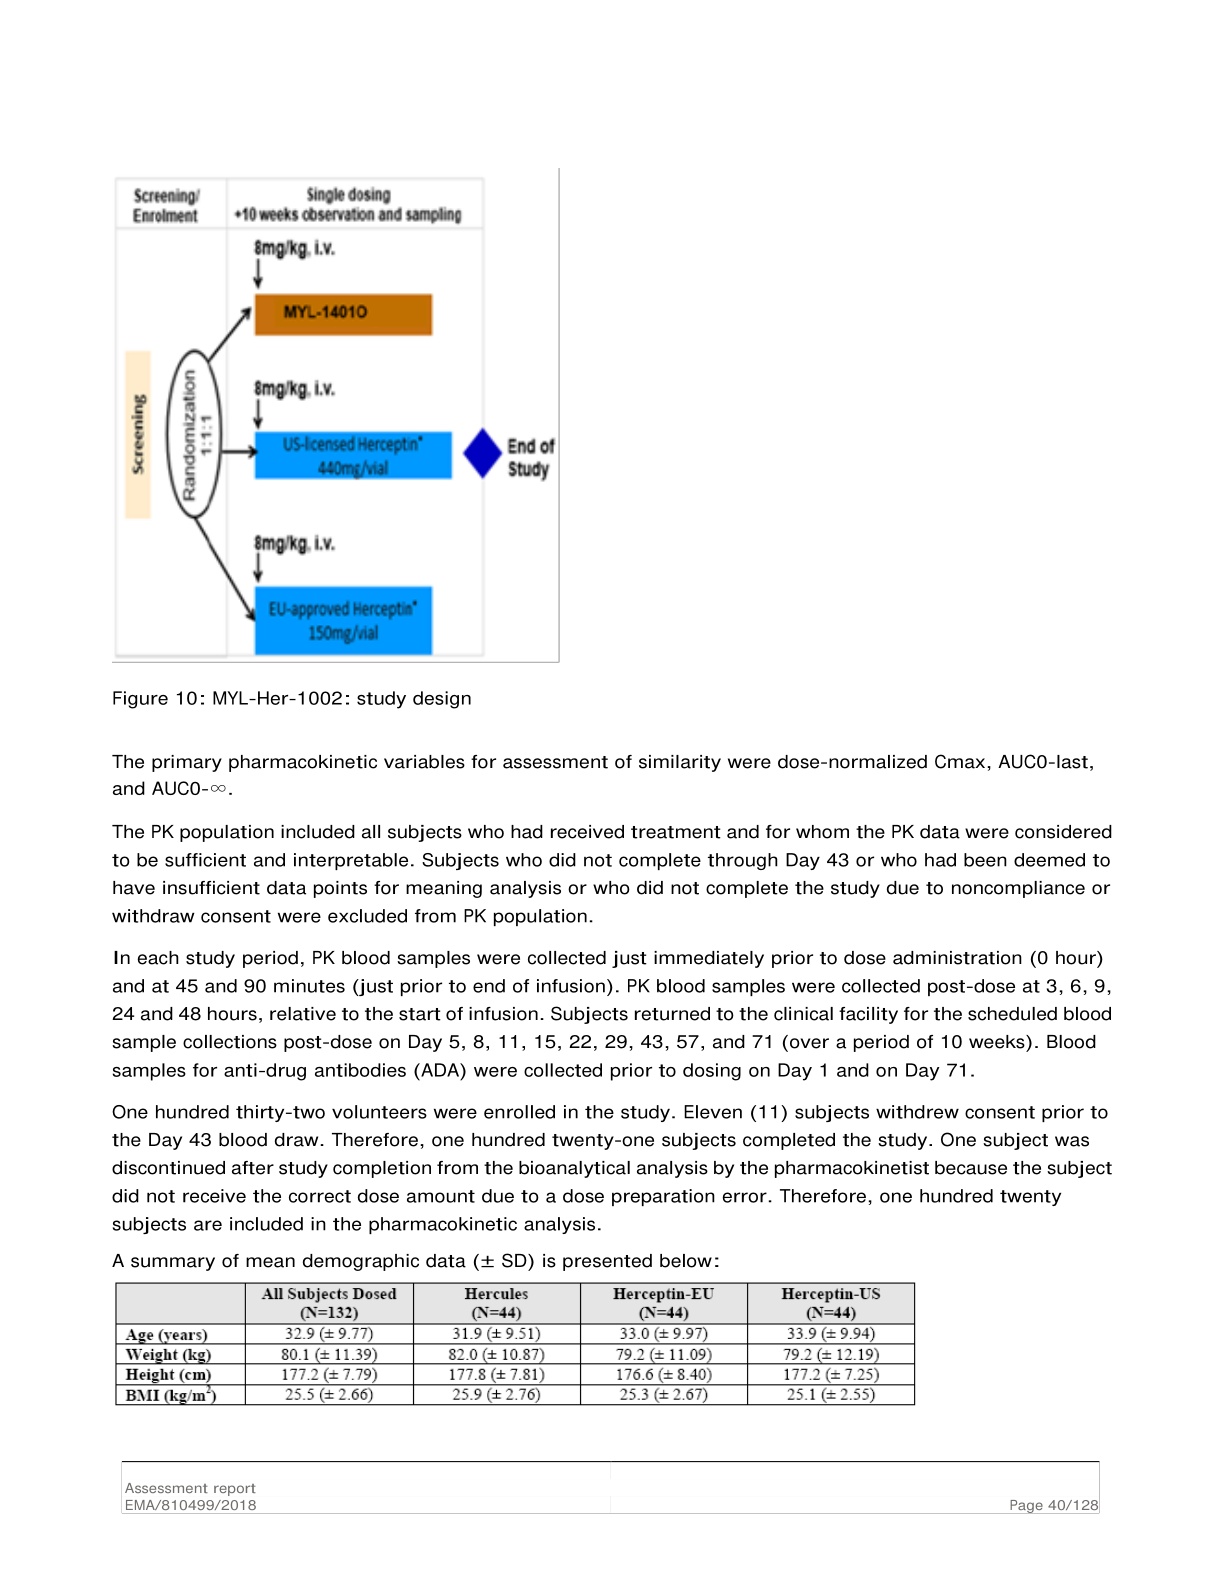 Screening/
Enrolment
Single dosing
+10 weeks observation and sampling
8mg/kg, i.v.
MYL-1401O
8mg/kg, i.v.
Screening
Randomization
1:1:1
US-licensed Herceptin*
440mg/vial
End of
Study
8mg/kg, i.v.
EU-approved Herceptin*
150mg/vial
Figure 10: MYL-Her-1002: study design
The primary pharmacokinetic variables for assessment of similarity were dose-normalized Cmax, AUC0-last,
and AUC0-∞.
The PK population included all subjects who had received treatment and for whom the PK data were considered
to be sufficient and interpretable. Subjects who did not complete through Day 43 or who had been deemed to
have insufficient data points for meaning analysis or who did not complete the study due to noncompliance or
withdraw consent were excluded from PK population.
In each study period, PK blood samples were collected just immediately prior to dose administration (0 hour)
and at 45 and 90 minutes (just prior to end of infusion). PK blood samples were collected post-dose at 3, 6, 9,
24 and 48 hours, relative to the start of infusion. Subjects returned to the clinical facility for the scheduled blood
sample collections post-dose on Day 5, 8, 11, 15, 22, 29, 43, 57, and 71 (over a period of 10 weeks). Blood
samples for anti-drug antibodies (ADA) were collected prior to dosing on Day 1 and on Day 71.
One hundred thirty-two volunteers were enrolled in the study. Eleven (11) subjects withdrew consent prior to
the Day 43 blood draw. Therefore, one hundred twenty-one subjects completed the study. One subject was
discontinued after study completion from the bioanalytical analysis by the pharmacokinetist because the subject
did not receive the correct dose amount due to a dose preparation error. Therefore, one hundred twenty
subjects are included in the pharmacokinetic analysis.
A summary of mean demographic data (± SD) is presented below:
All Subjects Dosed (N=132) Hercules (N=44) Herceptin-EU (N=44) Herceptin-US (N=44)
Age (years) 32.9 (± 9.77) 31.9 (± 9.51) 33.0 (± 9.97) 33.9 (± 9.94)
Weight (kg) 80.1 (± 11.39) 82.0 (± 10.87) 79.2 (± 11.09) 79.2 (± 12.19)
Height (cm) 177.2 (± 7.79) 177.8 (± 7.81) 176.6 (± 8.40) 177.2 (± 7.25)
BMI (kg/m²) 25.5 (± 2.66) 25.9 (± 2.76) 25.3 (± 2.67) 25.1 (± 2.55)
Assessment report
EMA/810499/2018 Page 40/128